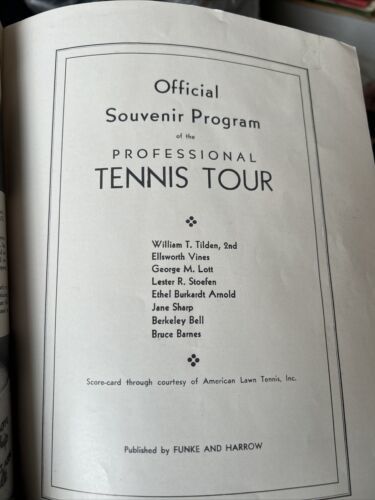 Official
Souvenir Program
of the
PROFESSIONAL
TENNIS TOUR
William T. Tilden, 2nd
Ellsworth Vines
George M. Lott
Lester R. Stoefen
Ethel Burkardt Arnold
Jane Sharp
Berkeley Bell
Bruce Barnes
Score-card through courtesy of American Lawn Tennis, Inc.
Published by FUNKE AND HARROW